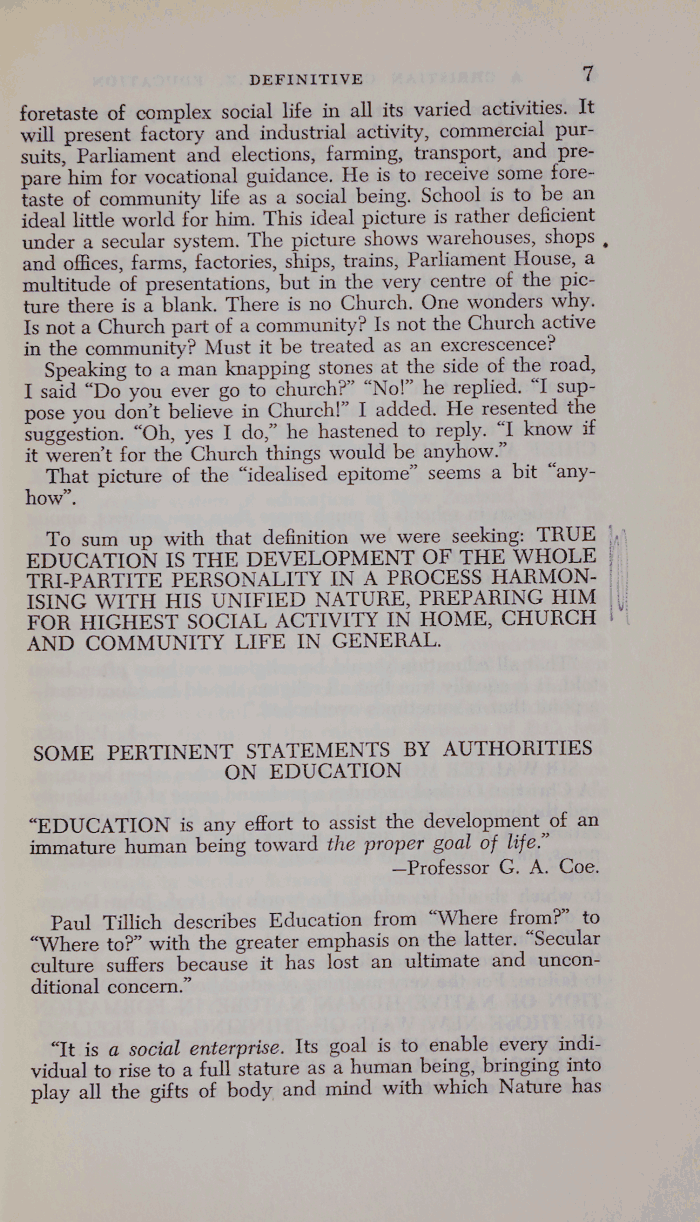 DEFINITIVE 7
foretaste of complex social life in all its varied activities. It
will present factory and industrial activity, commercial pur-
suits, Parliament and elections, farming, transport, and pre-
pare him for vocational guidance. He is to receive some fore-
taste of community life as a social being. School is to be an
ideal little world for him. This ideal picture is rather deficient
under a secular system. The picture shows warehouses, shops
and offices, farms, factories, ships, trains, Parliament House, a
multitude of presentations, but in the very centre of the pic-
ture there is a blank. There is no Church. One wonders why.
Is not a Church part of a community? Is not the Church active
in the community? Must it be treated as an excrescence?
Speaking to a man knapping stones at the side of the road,
I said “Do you ever go to church?” “No!” he replied. “I sup-
pose you don’t believe in Church!” I added. He resented the
suggestion. “Oh, yes I do,” he hastened to reply. “I know if
it weren’t for the Church things would be anyhow.”
That picture of the “idealised epitome” seems a bit “any-
how”.
To sum up with that definition we were seeking: TRUE
EDUCATION IS THE DEVELOPMENT OF THE WHOLE
TRI-PARTITE PERSONALITY IN A PROCESS HARMON-
ISING WITH HIS UNIFIED NATURE, PREPARING HIM
FOR HIGHEST SOCIAL ACTIVITY IN HOME, CHURCH
AND COMMUNITY LIFE IN GENERAL.
SOME PERTINENT STATEMENTS BY AUTHORITIES
ON EDUCATION
“EDUCATION is any effort to assist the development of an
immature human being toward the proper goal of life.”
—Professor G. A. Coe.
Paul Tillich describes Education from “Where from?” to
“Where to?” with the greater emphasis on the latter. “Secular
culture suffers because it has lost an ultimate and uncon-
ditional concern.”
“It is a social enterprise. Its goal is to enable every indi-
vidual to rise to a full stature as a human being, bringing into
play all the gifts of body and mind with which Nature has